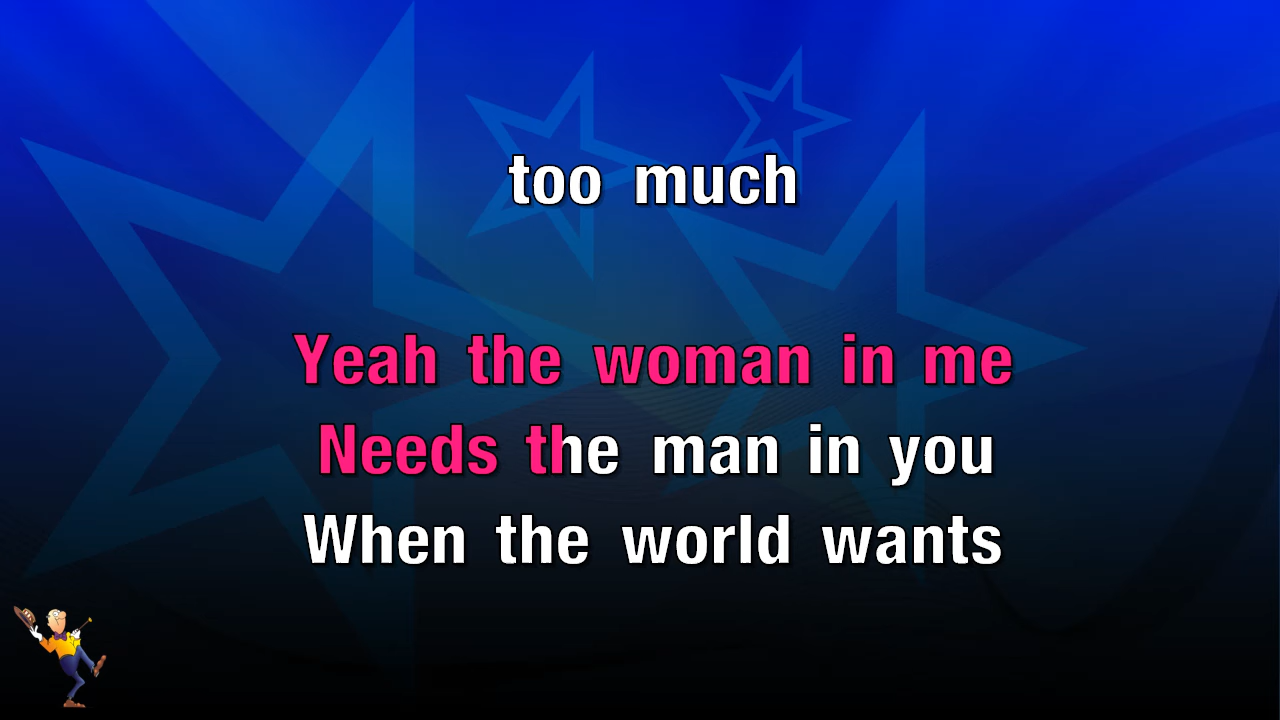 too much
Yeah the woman in me
Needs the man in you
When the world wants